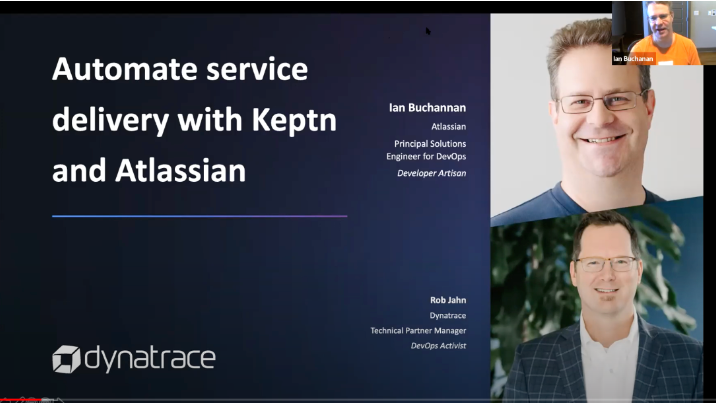 Automate service
delivery with Keptn
and Atlassian
Ian Buchannan
Atlassian
Principal Solutions
Engineer for DevOps
Developer Artisan
Rob Jahn
Dynatrace
Technical Partner Manager
DevOps Activist
dynatrace
Ian Buchanan